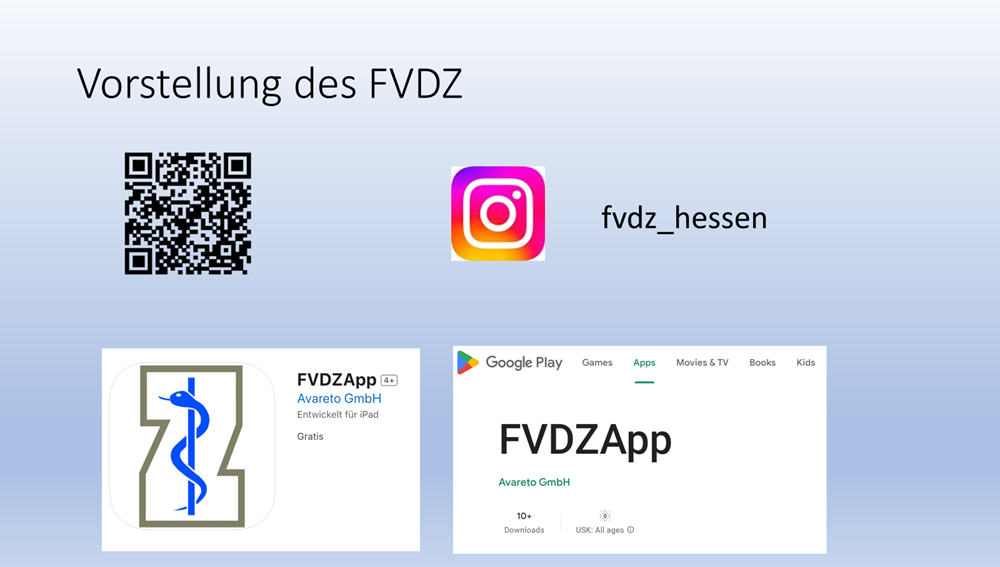 Vorstellung des FVDZ
fvdz_hessen
FVDZApp 4+
Avareto GmbH
Entwickelt für iPad
Gratis
Google Play Games Apps Movies & TV Books Kids
FVDZApp
Avareto GmbH
10+
Downloads
0
USK: All ages